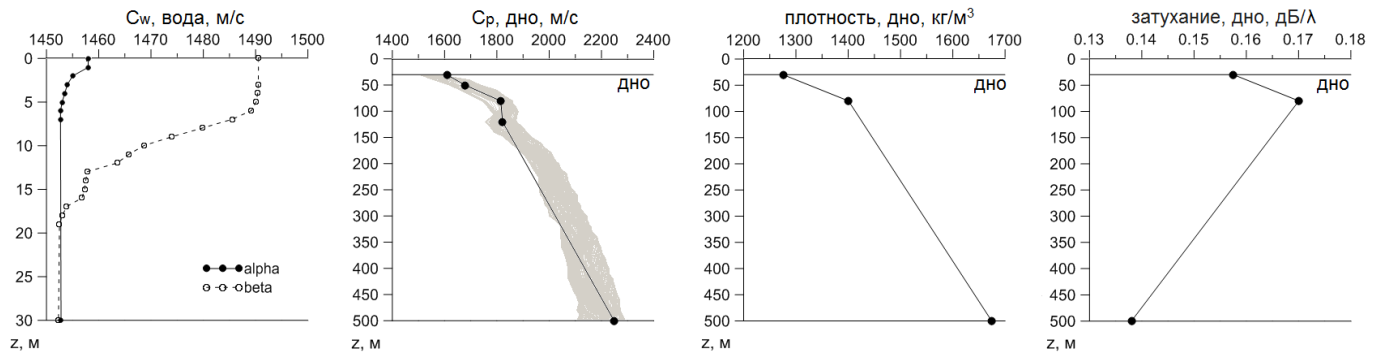 Cw, вода, м/с
1450 1460 1470 1480 1490 1500
0
5
10
15
20
25
30
alpha
beta
z, м
Cp, дно, м/с
1400 1600 1800 2000 2200 2400
0
50
100
150
200
250
300
350
400
450
500
дно
z, м
плотность, дно, кг/м³
1200 1300 1400 1500 1600 1700
0
50
100
150
200
250
300
350
400
450
500
дно
z, м
затухание, дно, дБ/λ
0.13 0.14 0.15 0.16 0.17 0.18
0
50
100
150
200
250
300
350
400
450
500
дно
z, м